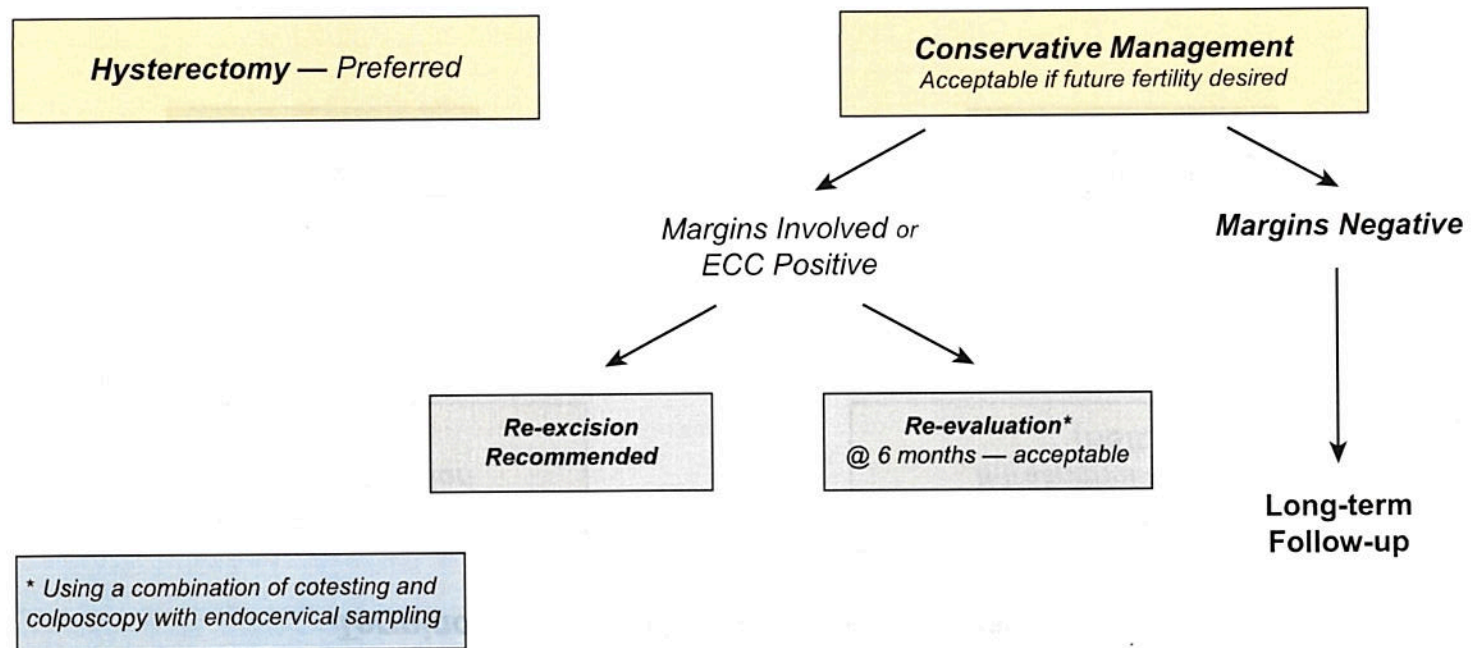 Hysterectomy — Preferred
Conservative Management
Acceptable if future fertility desired
Margins Involved or
ECC Positive
Margins Negative
Re-excision
Recommended
Re-evaluation*
@ 6 months — acceptable
Long-term
Follow-up
* Using a combination of cotesting and
colposcopy with endocervical sampling